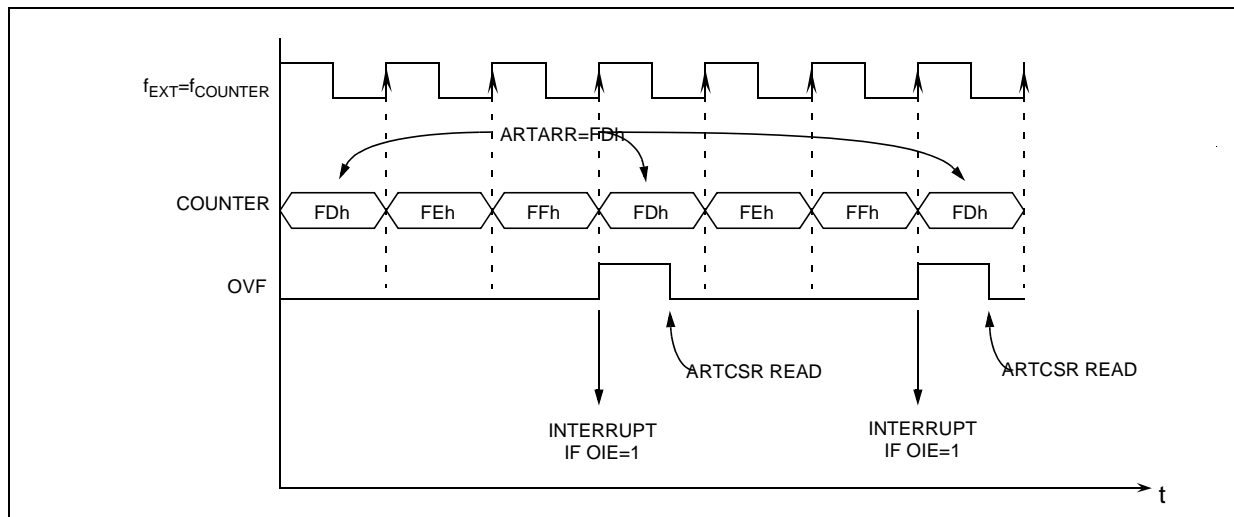 fEXT=fCOUNTER
ARTARR=FDh
COUNTER
FDh FEh FFh FDh FEh FFh FDh
OVF
ARTCSR READ
ARTCSR READ
INTERRUPT
IF OIE=1
INTERRUPT
IF OIE=1
t